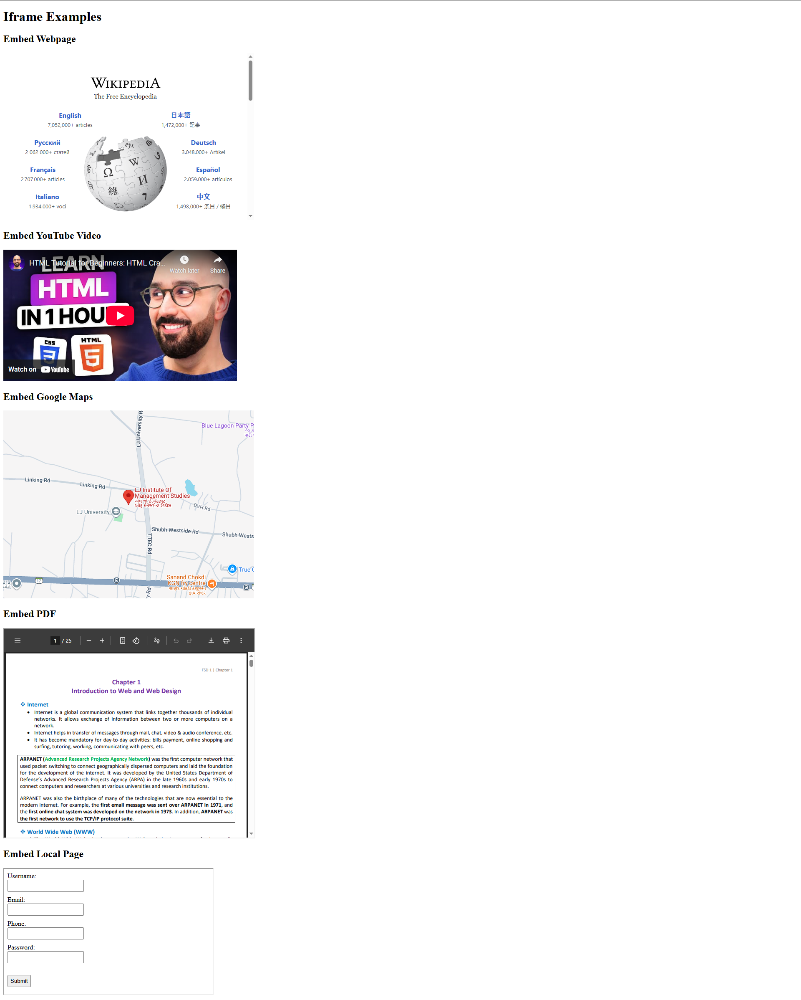 Iframe Examples
Embed Webpage
WIKIPEDIA
The Free Encyclopedia
English
7,052,000+ articles
日本語
1,472,000+ 記事
Русский
2 062 000+ статей
Deutsch
3.048.000+ Artikel
Français
2 707 000+ articles
Español
2.059.000+ artículos
Italiano
1.934.000+ voci
中文
1,498,000+ 条目 / 條目
Ω
W
И
維
ウィ
7
Embed YouTube Video
HTML Tutorial for Beginners: HTML Cra...
Watch later
Share
LEARN
HTML
IN 1 HOU
CSS
3
HTML
5
Watch on YouTube
Embed Google Maps
LJ University R
Blue Lagoon Party P
પાર્ટી
Linking Rd
Linking Rd
LJ Institute Of
Management Studies
એલ જે ઇન્સ્ટિટ્યુટ
ઓફ મેનેજમેન્ટ સ્ટડીસ
DVH Rd
LJ University
Shubh Westside Rd
Shubh Wests
TTEC Rd
True C
Sanand Chokdi
KGN fry centre
સાણંદ ચોકડી કેજીએન
ફ્રાય સેન્ટર
ers
17
y Rd
Embed PDF
1 / 25
FSD 1 | Chapter 1
Chapter 1
Introduction to Web and Web Design
❖ Internet
• Internet is a global communication system that links together thousands of individual
networks. It allows exchange of information between two or more computers on a
network.
• Internet helps in transfer of messages through mail, chat, video & audio conference, etc.
• It has become mandatory for day-to-day activities: bills payment, online shopping and
surfing, tutoring, working, communicating with peers, etc.
ARPANET (Advanced Research Projects Agency Network) was the first computer network that
used packet switching to connect geographically dispersed computers and laid the foundation
for the development of the internet. It was developed by the United States Department of
Defense's Advanced Research Projects Agency (ARPA) in the late 1960s and early 1970s to
connect computers and researchers at various universities and research institutions.
ARPANET was also the birthplace of many of the technologies that are now essential to the
modern internet. For example, the first email message was sent over ARPANET in 1971, and
the first online chat system was developed on the network in 1973. In addition, ARPANET was
the first network to use the TCP/IP protocol suite.
❖ World Wide Web (WWW)
Embed Local Page
Username:
Email:
Phone:
Password:
Submit